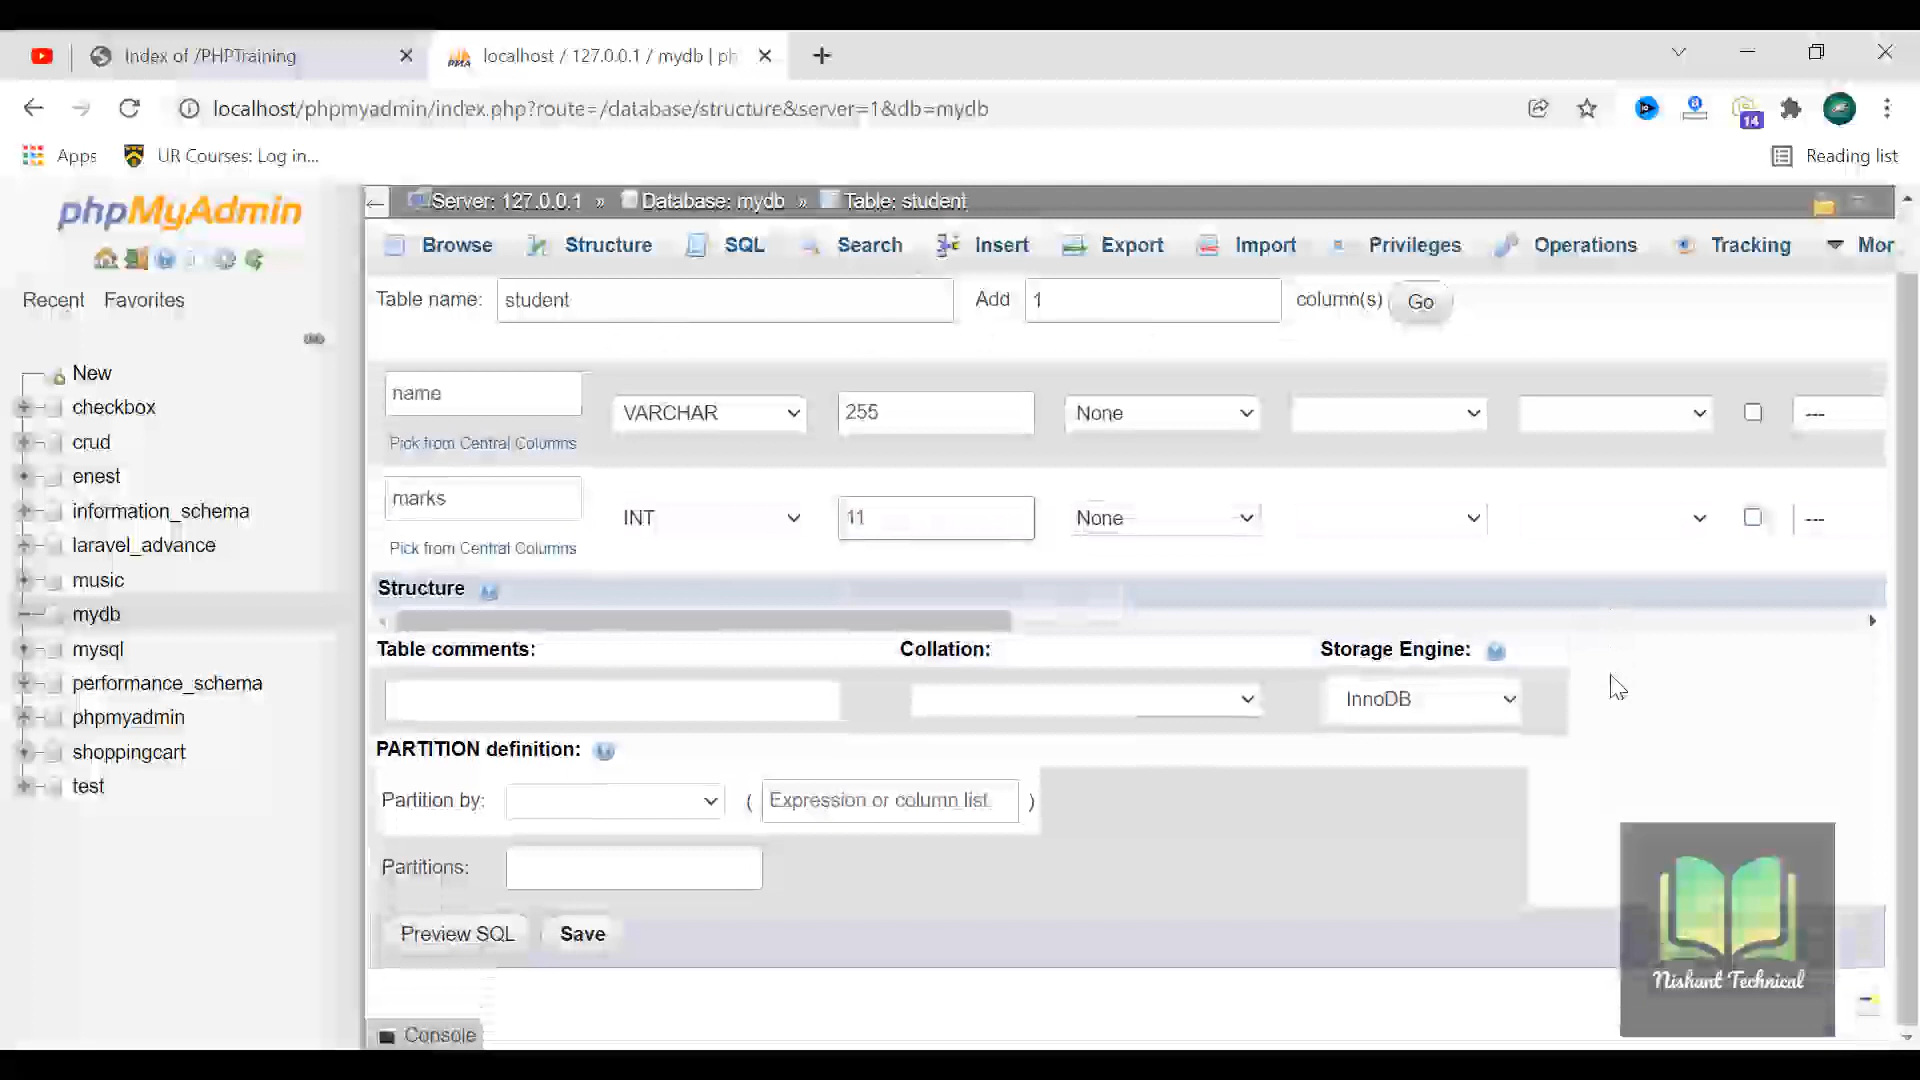 Index of /PHPTraining
localhost / 127.0.0.1 / mydb | ph
localhost/phpmyadmin/index.php?route=/database/structure&server=1&db=mydb
14
Apps
UR Courses: Log in...
Reading list
phpMyAdmin
Server: 127.0.0.1 » Database: mydb » Table: student
Browse Structure SQL Search Insert Export Import Privileges Operations Tracking Mor
Recent Favorites
Table name: student Add 1 column(s) Go
New
checkbox
crud
enest
information_schema
laravel_advance
music
mydb
mysql
performance_schema
phpmyadmin
shoppingcart
test
name VARCHAR 255 None ---
Pick from Central Columns
marks INT 11 None ---
Pick from Central Columns
Structure
Table comments: Collation: Storage Engine:
InnoDB
PARTITION definition:
Partition by: ( Expression or column list )
Partitions:
Preview SQL Save
Console
Nishant Technical